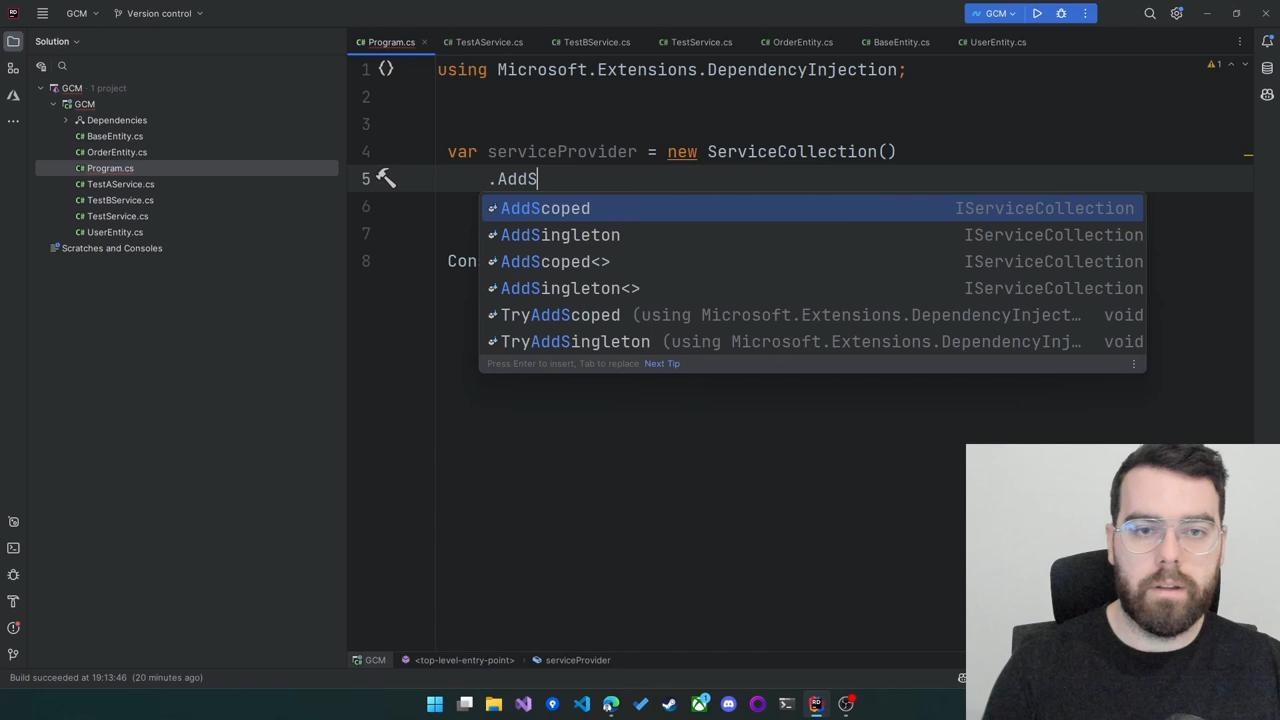 GCM
Version control
GCM
Solution
Program.cs
TestAService.cs
TestBService.cs
TestService.cs
OrderEntity.cs
BaseEntity.cs
UserEntity.cs
GCM · 1 project
GCM
Dependencies
BaseEntity.cs
OrderEntity.cs
Program.cs
TestAService.cs
TestBService.cs
TestService.cs
UserEntity.cs
Scratches and Consoles
1 using Microsoft.Extensions.DependencyInjection;
2
3
4 var serviceProvider = new ServiceCollection()
5 .AddS
6
7
8 Con
1
AddScoped IServiceCollection
AddSingleton IServiceCollection
AddScoped<> IServiceCollection
AddSingleton<> IServiceCollection
TryAddScoped (using Microsoft.Extensions.DependencyInject… void
TryAddSingleton (using Microsoft.Extensions.DependencyInj… void
Press Enter to insert, Tab to replace Next Tip
GCM
<top-level-entry-point>
serviceProvider
Build succeeded at 19:13:46 (20 minutes ago)